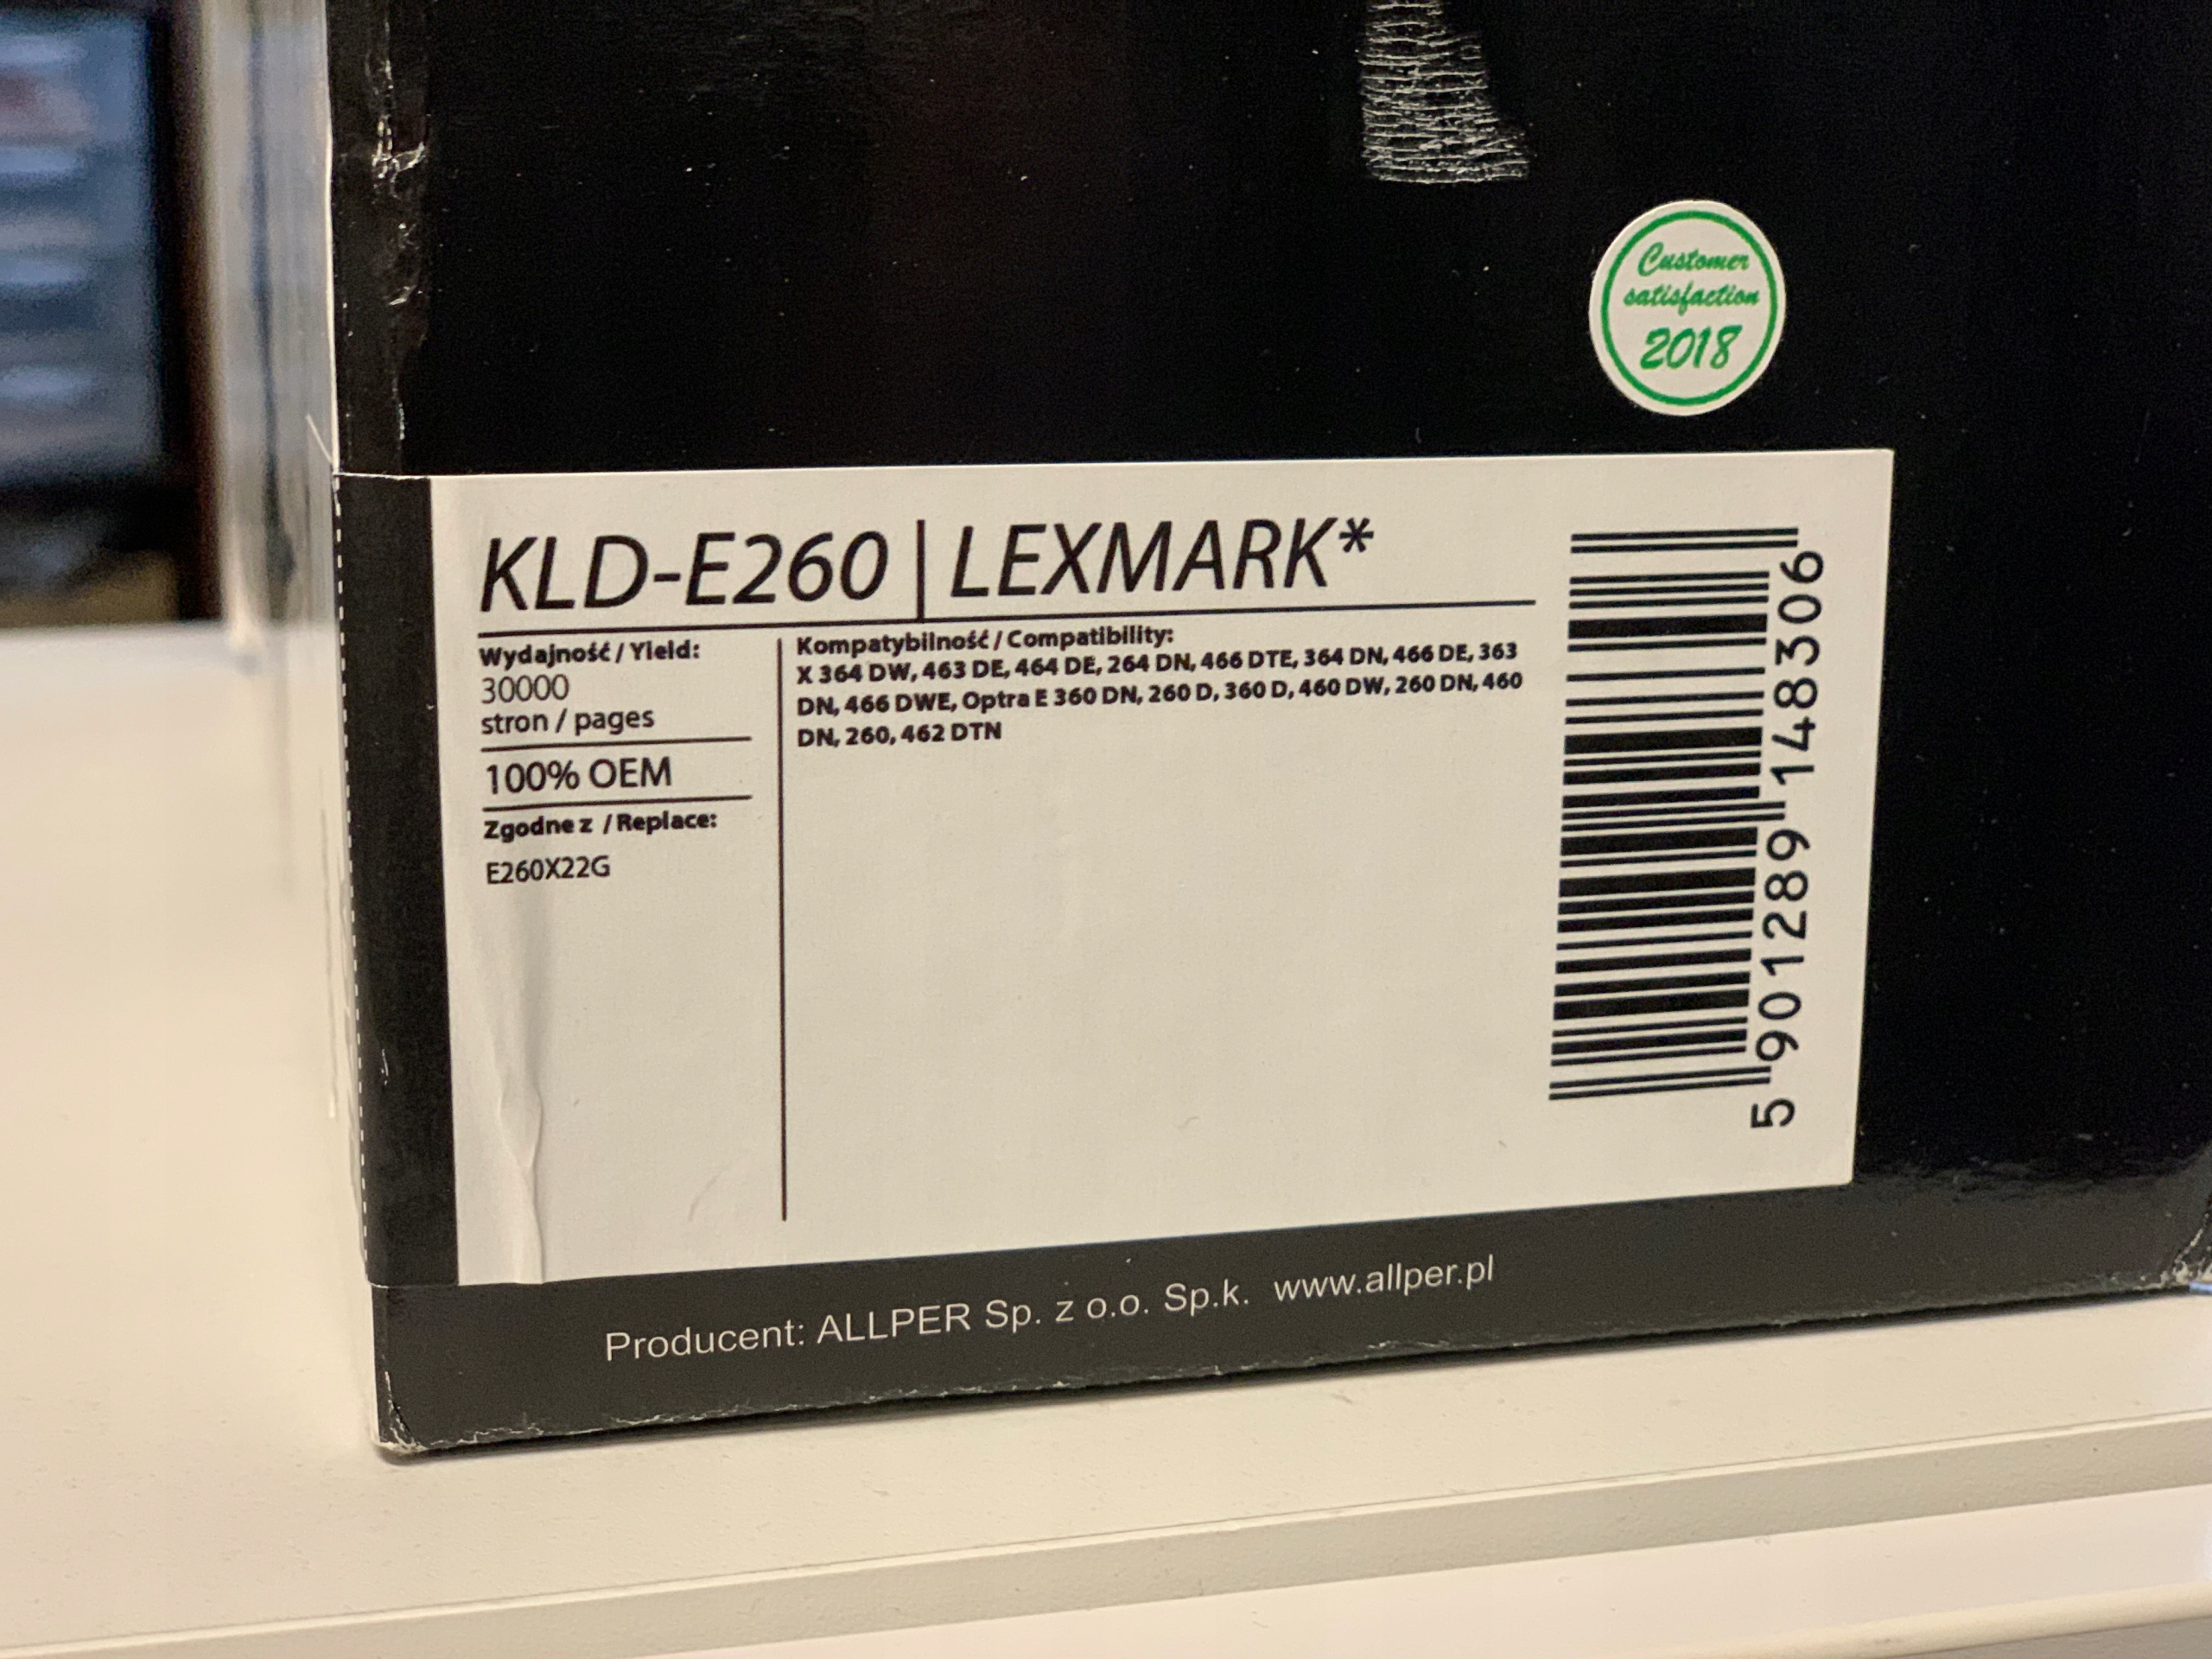 Customer
satisfaction
2018
KLD-E260 | LEXMARK*
Wydajność / Yield:
30000
stron / pages
100% OEM
Zgodne z / Replace:
E260X22G
Kompatybilność / Compatibility:
X 364 DW, 463 DE, 464 DE, 264 DN, 466 DTE, 364 DN, 466 DE, 363
DN, 466 DWE, Optra E 360 DN, 260 D, 360 D, 460 DW, 260 DN, 460
DN, 260, 462 DTN
5 901289 148306
Producent: ALLPER Sp. z o.o. Sp.k. www.allper.pl